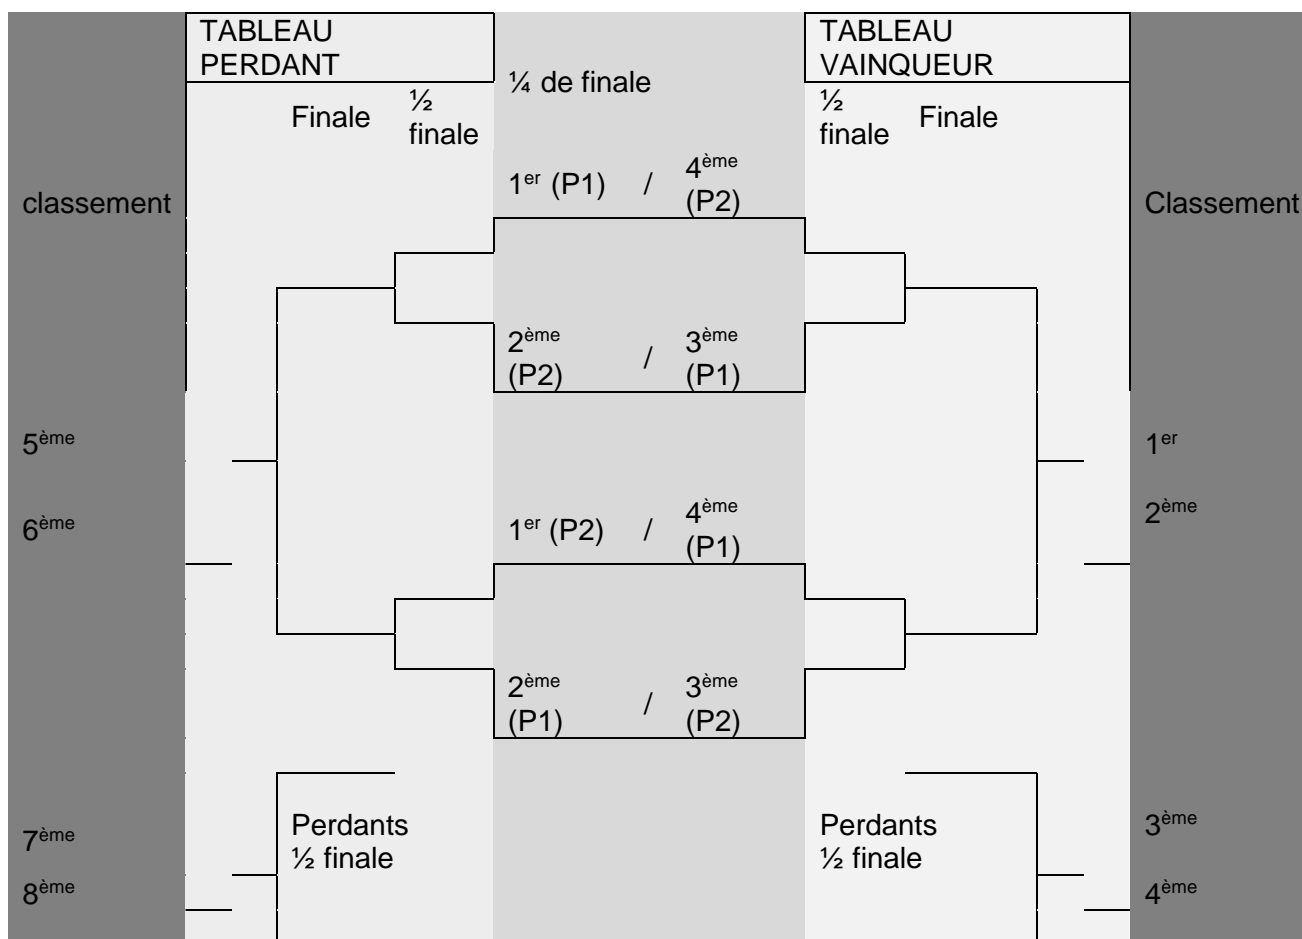 TABLEAU
PERDANT
TABLEAU
VAINQUEUR
¼ de finale
Finale
½
finale
½
finale
Finale
classement
1er (P1) / 4ème
(P2)
Classement
2ème
(P2) / 3ème
(P1)
5ème
1er
6ème
1er (P2) / 4ème
(P1)
2ème
2ème
(P1) / 3ème
(P2)
7ème
Perdants
½ finale
Perdants
½ finale
3ème
8ème
4ème